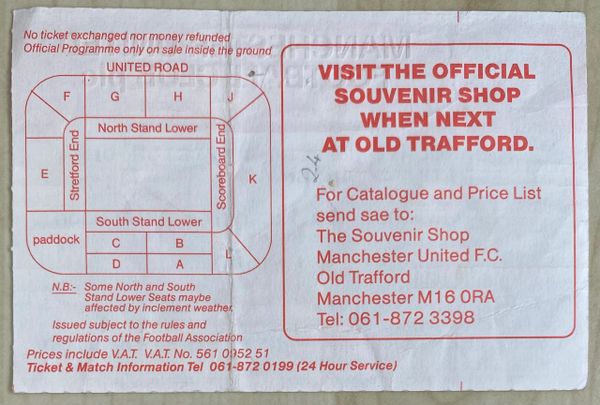 No ticket exchanged nor money refunded
Official Programme only on sale inside the ground
UNITED ROAD
F
G
H
J
North Stand Lower
Stretford End
Scoreboard End
E
K
South Stand Lower
paddock
C
B
D
A
L
N.B:- Some North and South
Stand Lower Seats maybe
affected by inclement weather.
Issued subject to the rules and
regulations of the Football Association
Prices include V.A.T. V.A.T. No. 561 0952 51
Ticket & Match Information Tel 061-872 0199 (24 Hour Service)
VISIT THE OFFICIAL
SOUVENIR SHOP
WHEN NEXT
AT OLD TRAFFORD.
24
For Catalogue and Price List
send sae to:
The Souvenir Shop
Manchester United F.C.
Old Trafford
Manchester M16 0RA
Tel: 061-872 3398